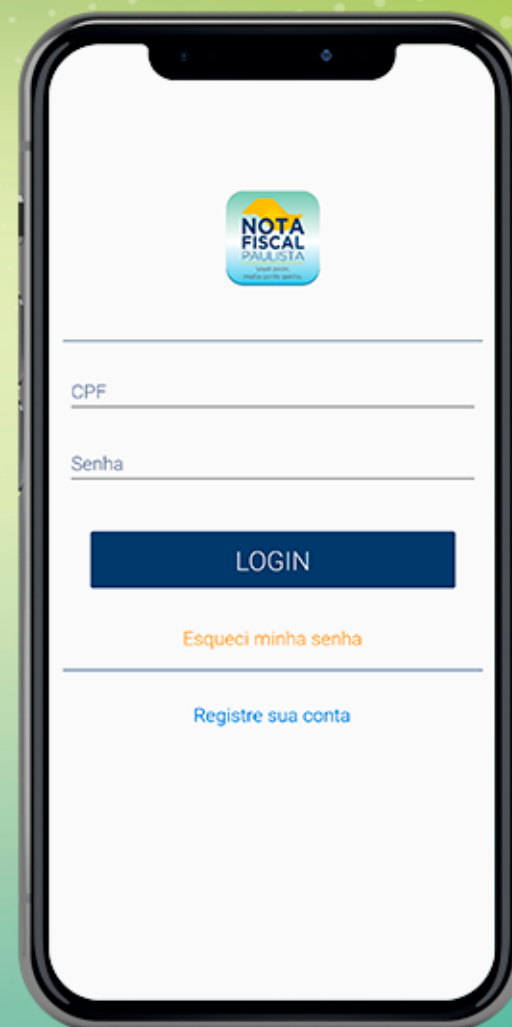 NOTA
FISCAL
PAULISTA
CPF
Senha
LOGIN
Esqueci minha senha
Registre sua conta